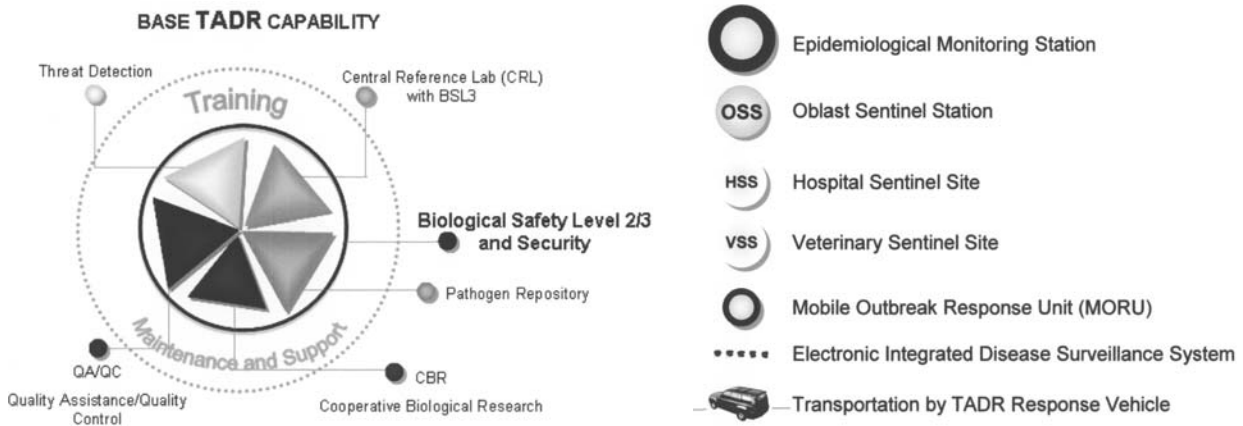 BASE TADR CAPABILITY
Threat Detection
Central Reference Lab (CRL)
with BSL3
Training
Biological Safety Level 2/3
and Security
Pathogen Repository
Maintenance and Support
QA/QC
Quality Assistance/Quality
Control
CBR
Cooperative Biological Research
Epidemiological Monitoring Station
OSS Oblast Sentinel Station
HSS Hospital Sentinel Site
VSS Veterinary Sentinel Site
Mobile Outbreak Response Unit (MORU)
Electronic Integrated Disease Surveillance System
Transportation by TADR Response Vehicle